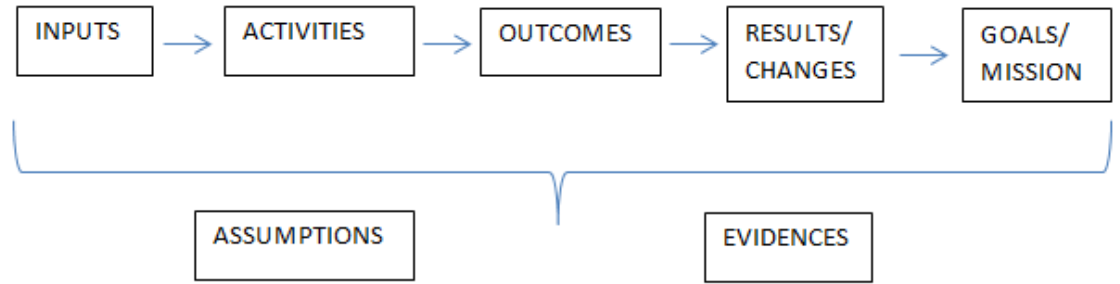 INPUTS
ACTIVITIES
OUTCOMES
RESULTS/
CHANGES
GOALS/
MISSION
ASSUMPTIONS
EVIDENCES